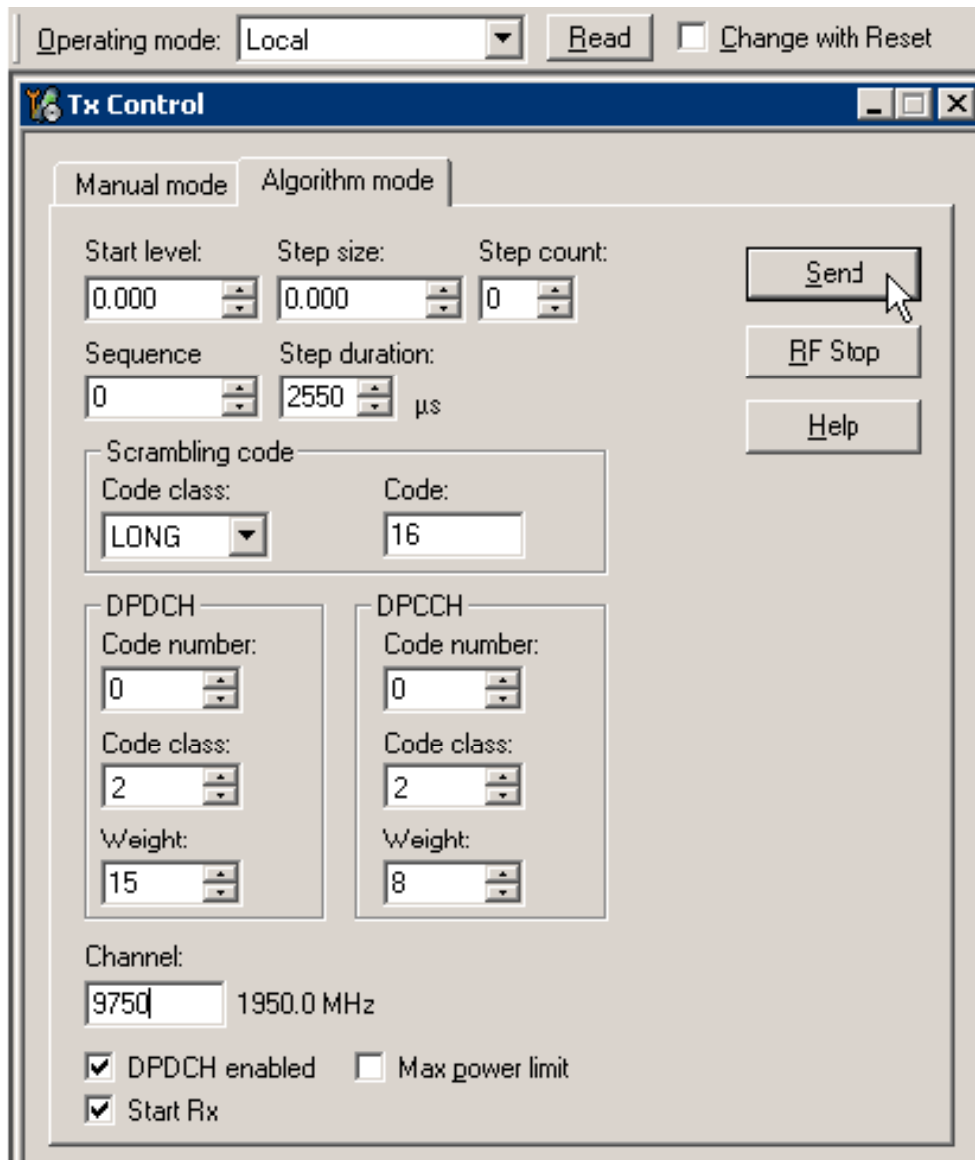 Operating mode: Local Read Change with Reset
Tx Control
Manual mode Algorithm mode
Start level: Step size: Step count:
0.000 0.000 0
Send
Sequence Step duration:
0 2550 µs
RF Stop
Help
Scrambling code
Code class: Code:
LONG 16
DPDCH DPCCH
Code number: Code number:
0 0
Code class: Code class:
2 2
Weight: Weight:
15 8
Channel:
9750 1950.0 MHz
DPDCH enabled Max power limit
Start Rx